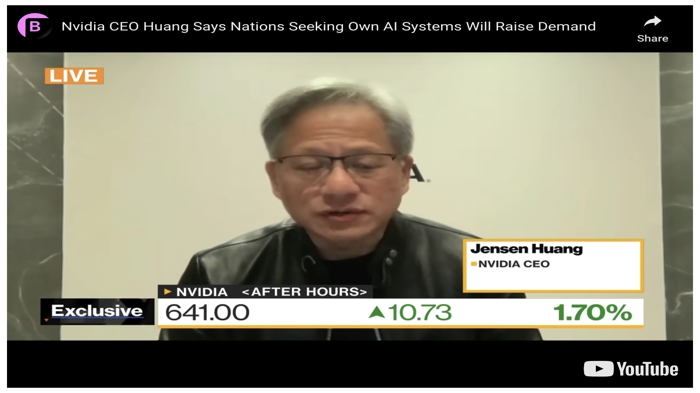 B
Nvidia CEO Huang Says Nations Seeking Own AI Systems Will Raise Demand
Share
LIVE
A.
Jensen Huang
NVIDIA CEO
NVIDIA <AFTER HOURS>
Exclusive
641.00 ▲10.73 1.70%
YouTube